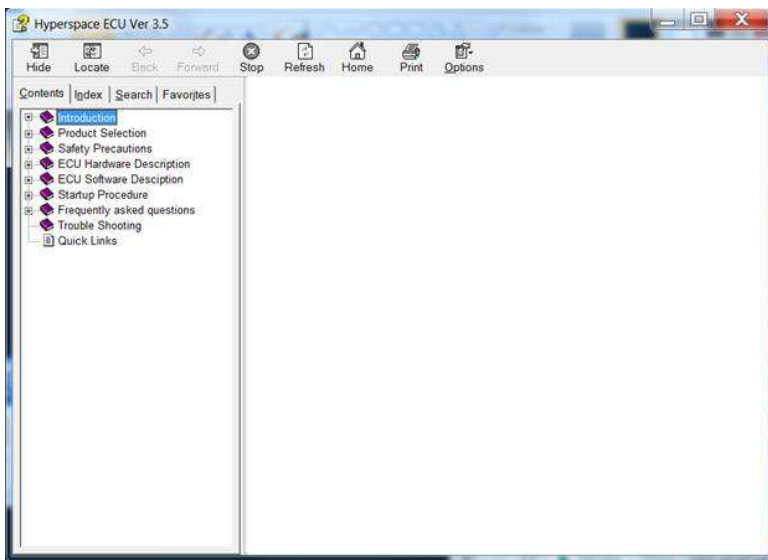 Hyperspace ECU Ver 3.5
Hide Locate Back Forward Stop Refresh Home Print Options
Contents Index Search Favorites
Introduction
Product Selection
Safety Precautions
ECU Hardware Description
ECU Software Desciption
Startup Procedure
Frequently asked questions
Trouble Shooting
Quick Links